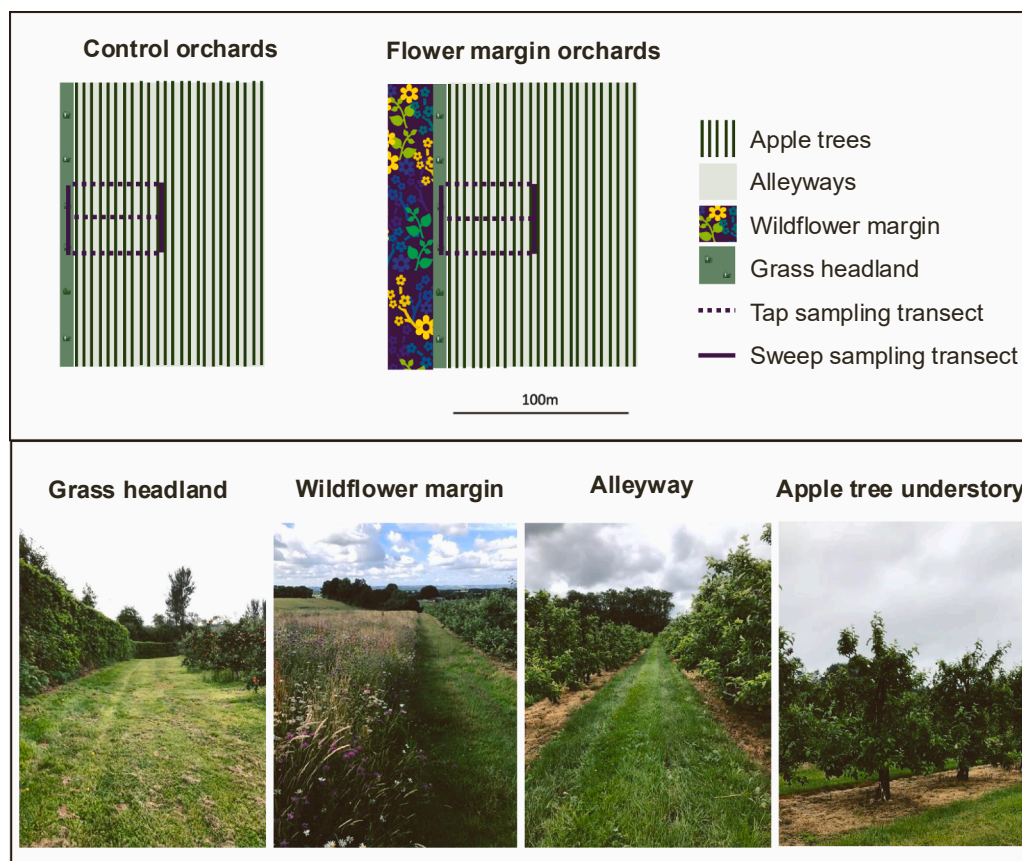 Control orchards
Flower margin orchards
Apple trees
Alleyways
Wildflower margin
Grass headland
Tap sampling transect
Sweep sampling transect
100m
Grass headland
Wildflower margin
Alleyway
Apple tree understory